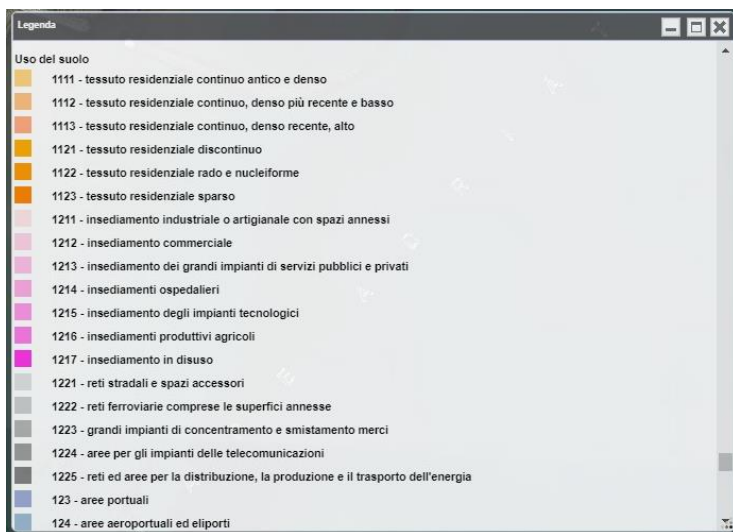 Legenda
Uso del suolo
1111 - tessuto residenziale continuo antico e denso
1112 - tessuto residenziale continuo, denso più recente e basso
1113 - tessuto residenziale continuo, denso recente, alto
1121 - tessuto residenziale discontinuo
1122 - tessuto residenziale rado e nucleiforme
1123 - tessuto residenziale sparso
1211 - insediamento industriale o artigianale con spazi annessi
1212 - insediamento commerciale
1213 - insediamento dei grandi impianti di servizi pubblici e privati
1214 - insediamenti ospedalieri
1215 - insediamento degli impianti tecnologici
1216 - insediamenti produttivi agricoli
1217 - insediamento in disuso
1221 - reti stradali e spazi accessori
1222 - reti ferroviarie comprese le superfici annesse
1223 - grandi impianti di concentramento e smistamento merci
1224 - aree per gli impianti delle telecomunicazioni
1225 - reti ed aree per la distribuzione, la produzione e il trasporto dell'energia
123 - aree portuali
124 - aree aeroportuali ed eliporti